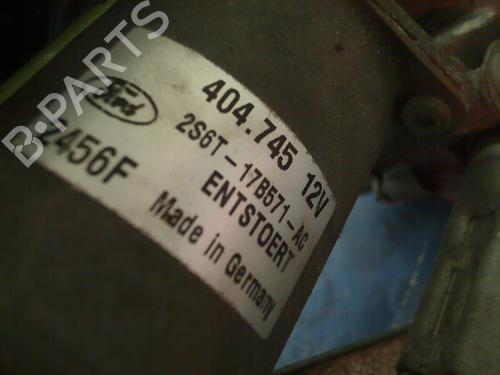 404.745 12V
Ford
2S6T-17B571-AC
ENTSTOERT
2456F
Made in Germany
B-PARTS